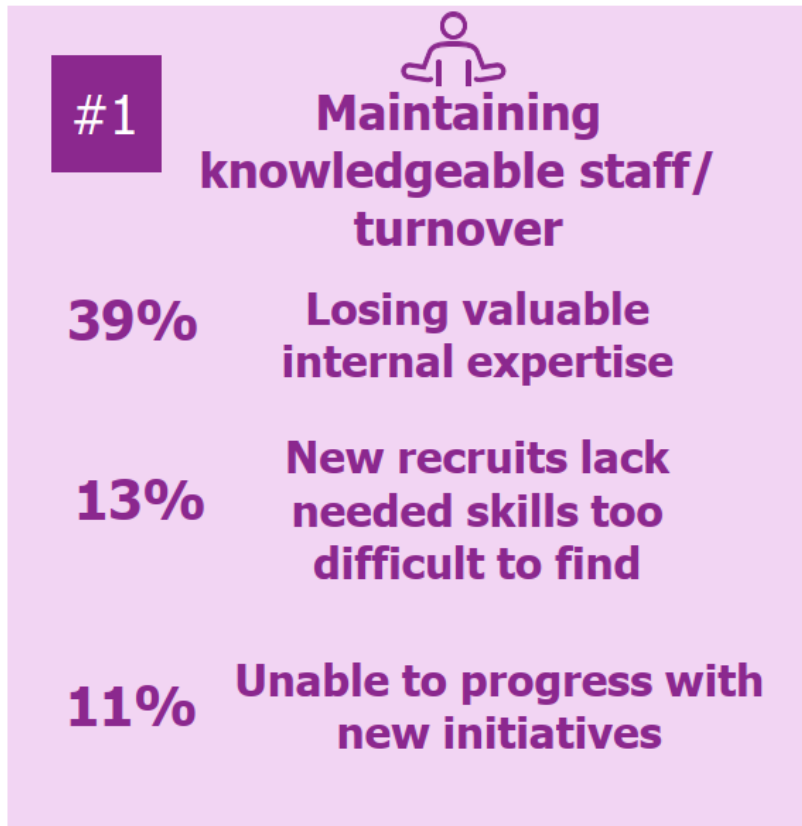 #1
Maintaining
knowledgeable staff/
turnover
39%
Losing valuable
internal expertise
13%
New recruits lack
needed skills too
difficult to find
11%
Unable to progress with
new initiatives